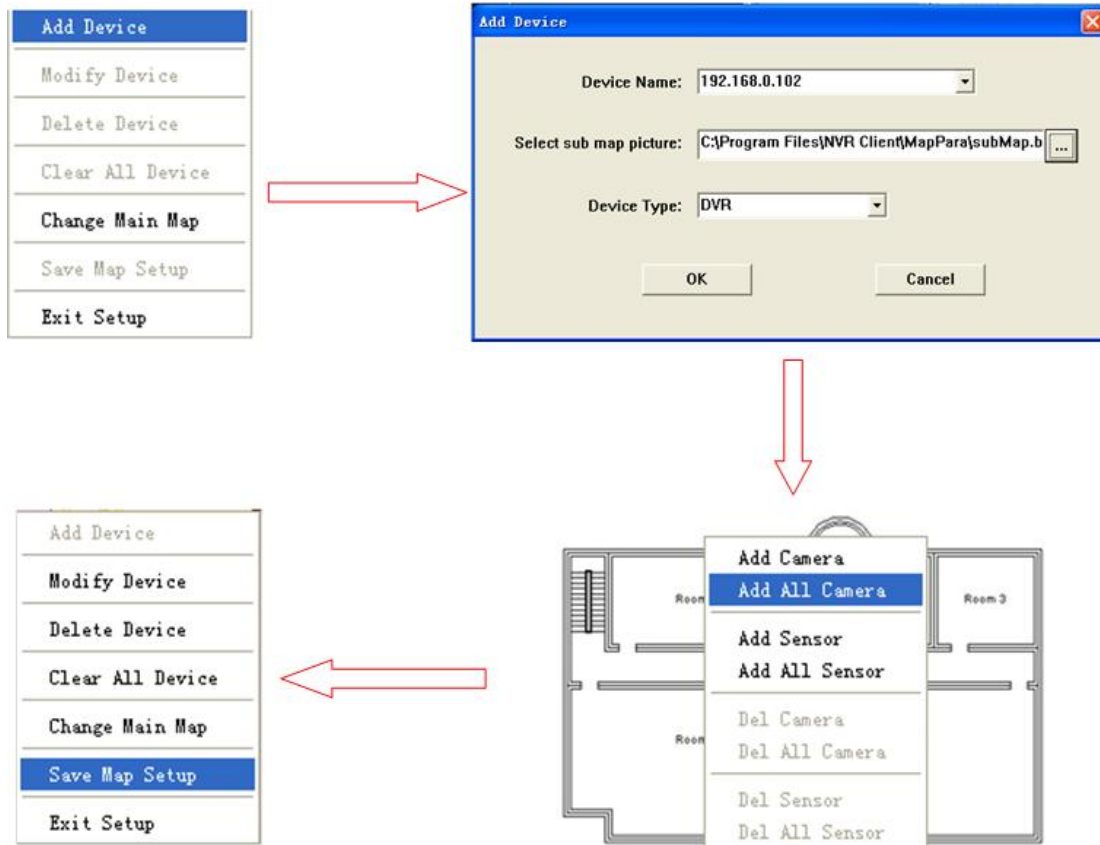 Add Device
Modify Device
Delete Device
Clear All Device
Change Main Map
Save Map Setup
Exit Setup
Add Device
Device Name: 192.168.0.102
Select sub map picture: C:\Program Files\NVR Client\MapPara\subMap.b ...
Device Type: DVR
OK Cancel
Add Device
Modify Device
Delete Device
Clear All Device
Change Main Map
Save Map Setup
Exit Setup
Add Camera
Add All Camera
Add Sensor
Add All Sensor
Del Camera
Del All Camera
Del Sensor
Del All Sensor
Room
Room 3
Room